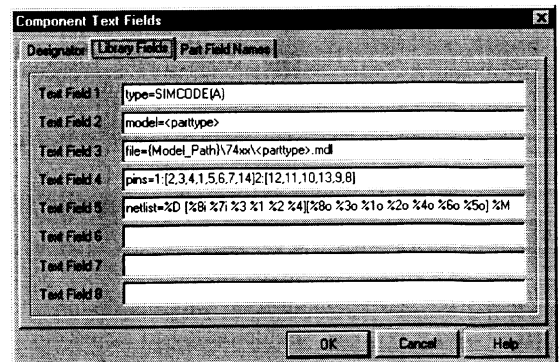 Component Text Fields
Designator Library Fields Part Field Names
Text Field 1 type=SIMCODE(A)
Text Field 2 model=<parttype>
Text Field 3 file={Model_Path}\74xx\<parttype>.mdl
Text Field 4 pins=1:[2,3,4,1,5,6,7,14]2:[12,11,10,13,9,8]
Text Field 5 netlist=%D [%8i %7i %3 %1 %2 %4][%8o %3o %1o %2o %4o %6o %5o] %M
Text Field 6
Text Field 7
Text Field 8
OK Cancel Help